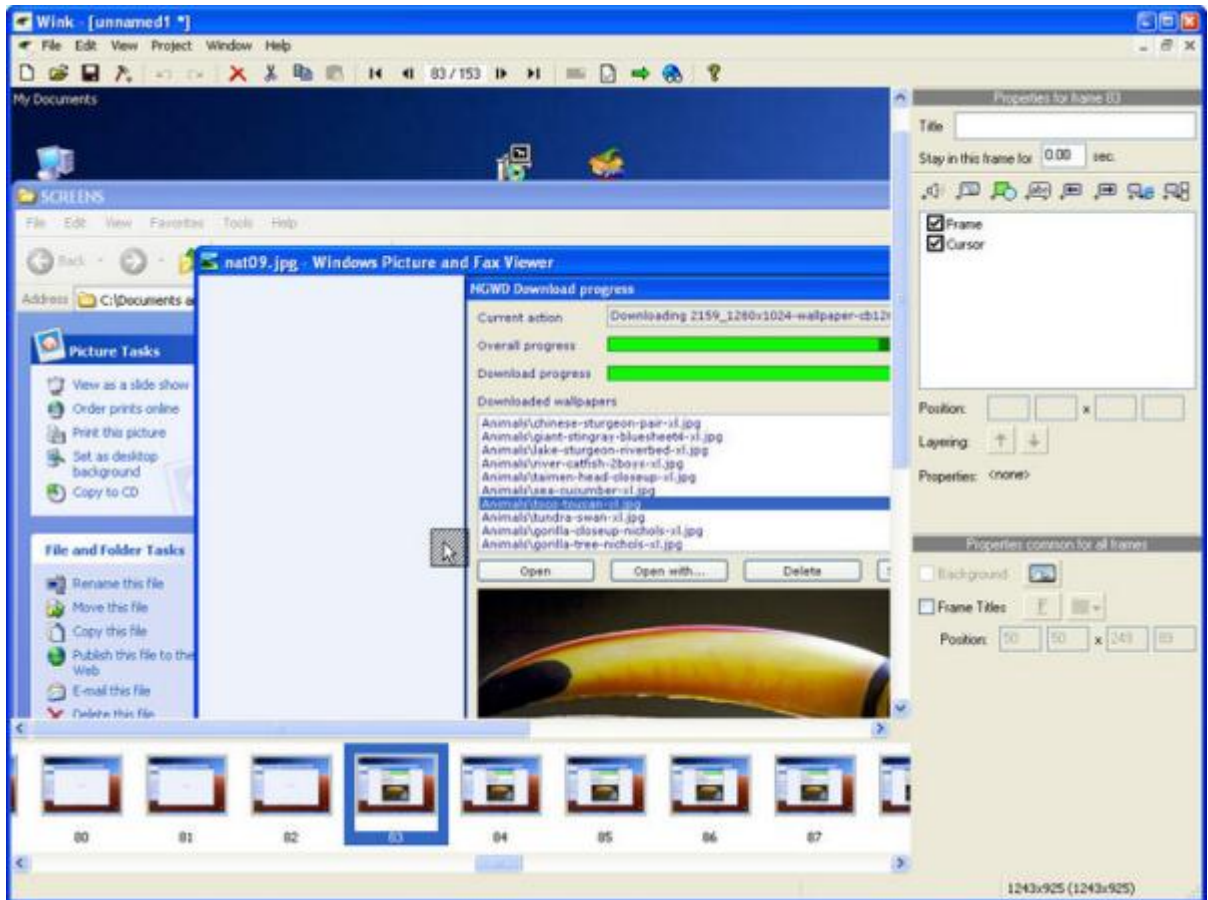 Wink - [unnamed1 *]
File Edit View Project Window Help
83 / 153
My Documents
SCREENS
File Edit View Favorites Tools Help
Back
nat09.jpg - Windows Picture and Fax Viewer
Address C:\Documents a
NGWD Download progress
Current action Downloading 2159_1280x1024-wallpaper-cb12
Overall progress
Download progress
Downloaded wallpapers
Animals\chinese-sturgeon-pair-xl.jpg
Animals\giant-stingray-bluesheet4-xl.jpg
Animals\lake-sturgeon-riverbed-xl.jpg
Animals\river-catfish-2boys-xl.jpg
Animals\taimen-head-closeup-xl.jpg
Animals\sea-cucumber-xl.jpg
Animals\toco-toucan-xl.jpg
Animals\tundra-swan-xl.jpg
Animals\gorilla-closeup-nichols-xl.jpg
Animals\gorilla-tree-nichols-xl.jpg
Open Open with... Delete
Picture Tasks
View as a slide show
Order prints online
Print this picture
Set as desktop
background
Copy to CD
File and Folder Tasks
Rename this file
Move this file
Copy this file
Publish this file to the
Web
E-mail this file
Delete this file
80 81 82 83 84 85 86 87
Properties for frame 83
Title
Stay in this frame for 0.00 sec.
Frame
Cursor
Position: x
Layering:
Properties: <none>
Properties common for all frames
Background
Frame Titles
Position: 50 50 x 249 89
1243x925 (1243x925)